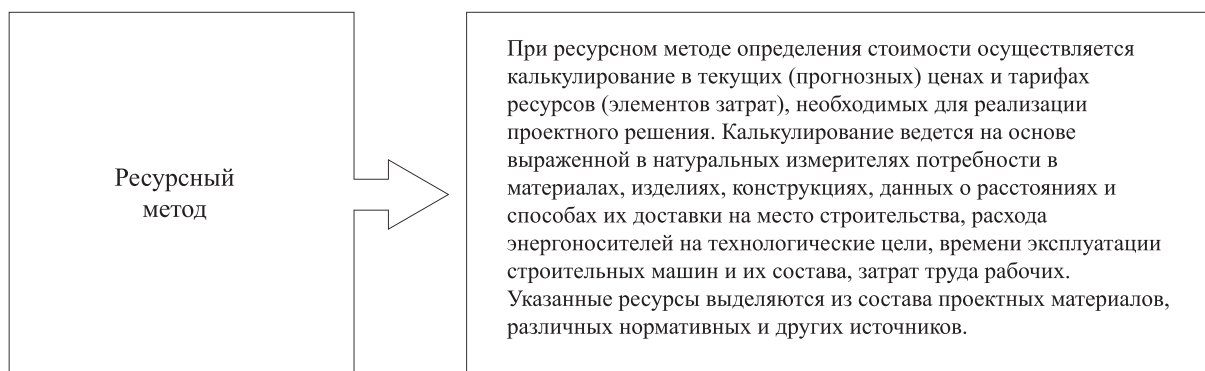 Ресурсный
метод
При ресурсном методе определения стоимости осуществляется
калькулирование в текущих (прогнозных) ценах и тарифах
ресурсов (элементов затрат), необходимых для реализации
проектного решения. Калькулирование ведется на основе
выраженной в натуральных измерителях потребности в
материалах, изделиях, конструкциях, данных о расстояниях и
способах их доставки на место строительства, расхода
энергоносителей на технологические цели, времени эксплуатации
строительных машин и их состава, затрат труда рабочих.
Указанные ресурсы выделяются из состава проектных материалов,
различных нормативных и других источников.